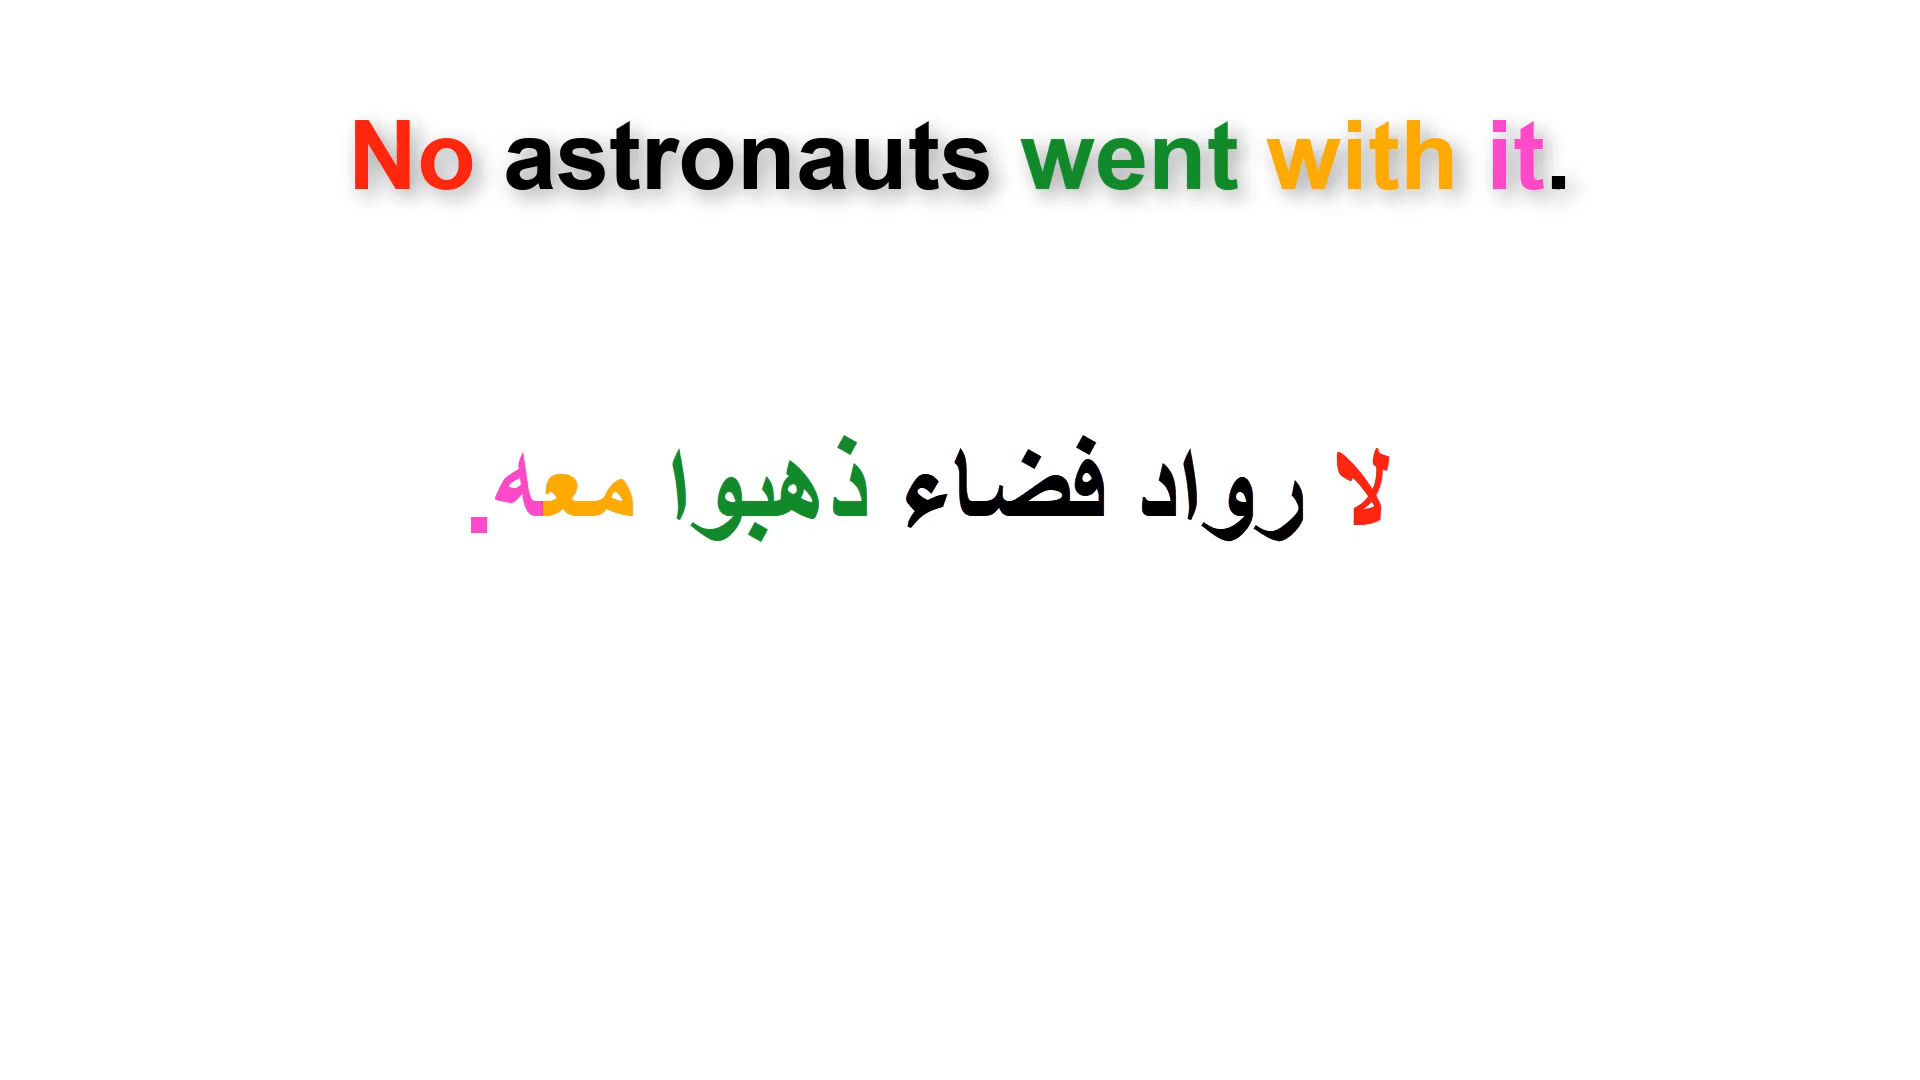 No astronauts went with it.
لا رواد فضاء ذهبوا معه.